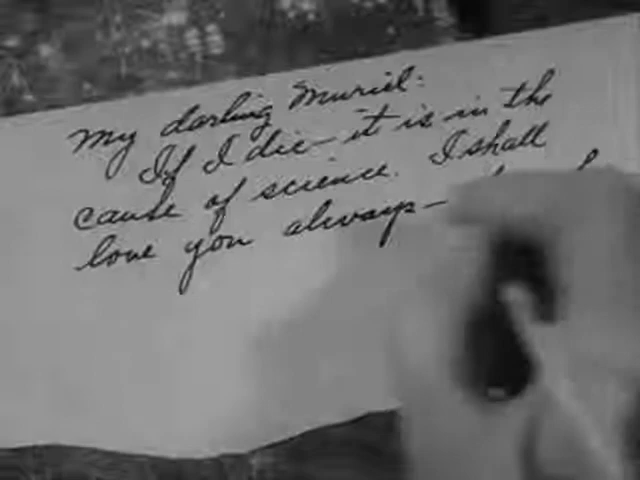 My darling Muriel:
If I die — it is in the
cause of science. I shall
love you always —